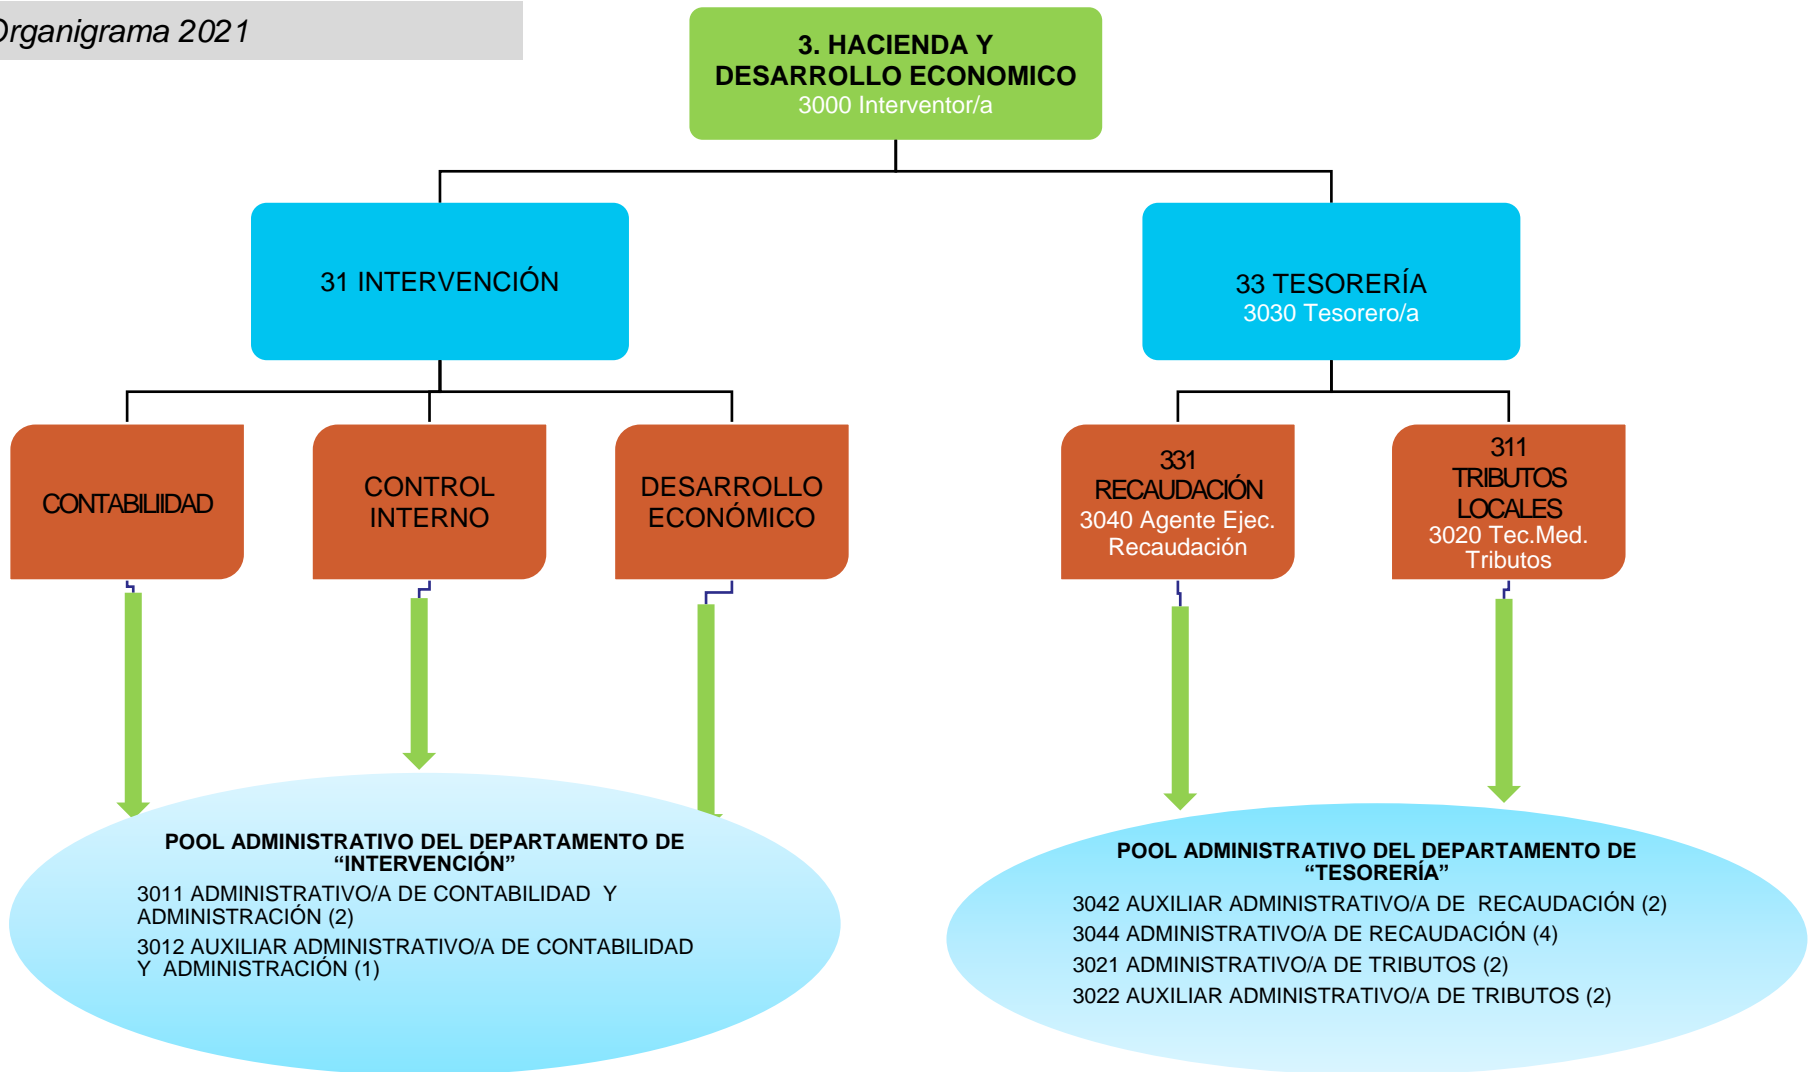 Organigrama 2021
3. HACIENDA Y
DESARROLLO ECONOMICO
3000 Interventor/a
31 INTERVENCIÓN
33 TESORERÍA
3030 Tesorero/a
CONTABILIIDAD
CONTROL
INTERNO
DESARROLLO
ECONÓMICO
331
RECAUDACIÓN
3040 Agente Ejec.
Recaudación
311
TRIBUTOS
LOCALES
3020 Tec.Med.
Tributos
POOL ADMINISTRATIVO DEL DEPARTAMENTO DE
“INTERVENCIÓN”
3011 ADMINISTRATIVO/A DE CONTABILIDAD Y
ADMINISTRACIÓN (2)
3012 AUXILIAR ADMINISTRATIVO/A DE CONTABILIDAD
Y ADMINISTRACIÓN (1)
POOL ADMINISTRATIVO DEL DEPARTAMENTO DE
“TESORERÍA”
3042 AUXILIAR ADMINISTRATIVO/A DE RECAUDACIÓN (2)
3044 ADMINISTRATIVO/A DE RECAUDACIÓN (4)
3021 ADMINISTRATIVO/A DE TRIBUTOS (2)
3022 AUXILIAR ADMINISTRATIVO/A DE TRIBUTOS (2)